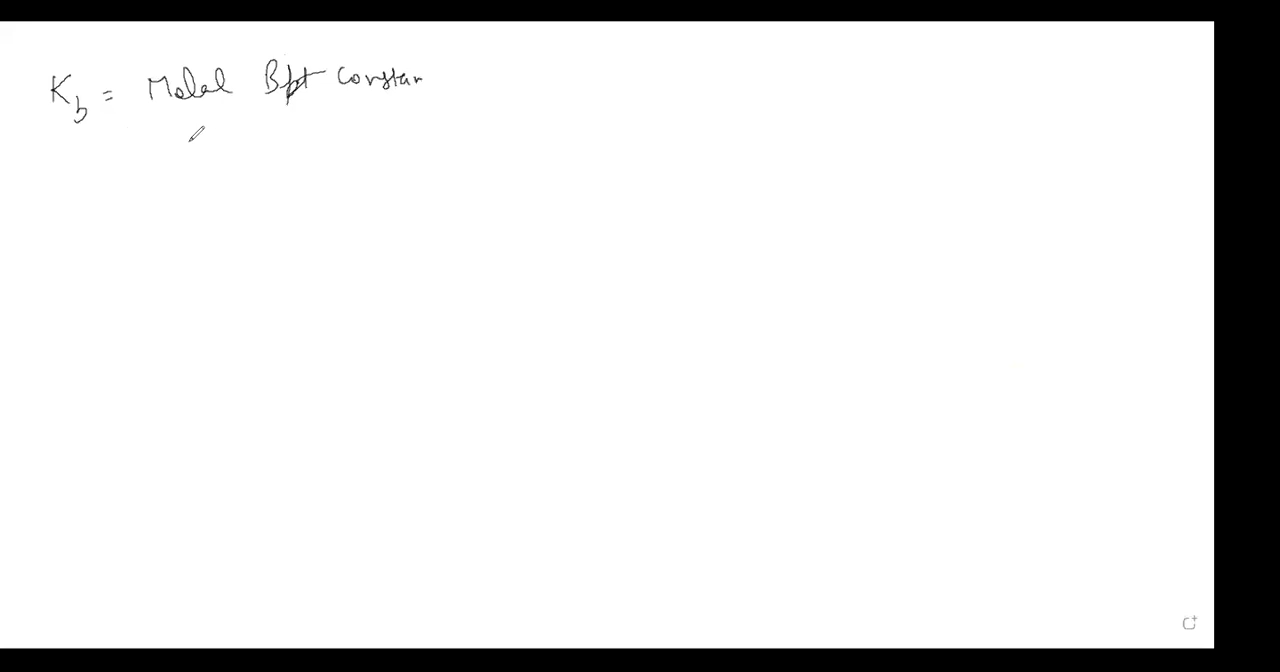 K_b = Molal Bpt constan